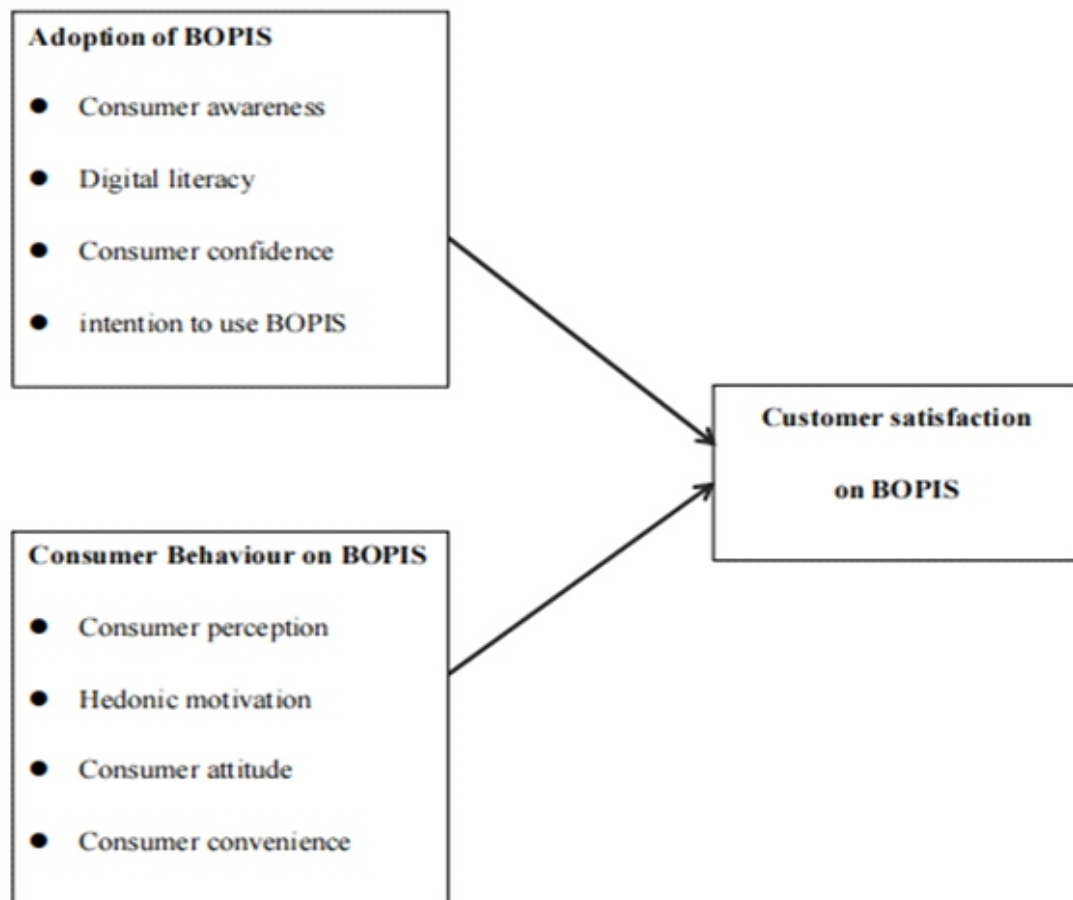 Adoption of BOPIS
● Consumer awareness
● Digital literacy
● Consumer confidence
● intention to use BOPIS
Customer satisfaction
on BOPIS
Consumer Behaviour on BOPIS
● Consumer perception
● Hedonic motivation
● Consumer attitude
● Consumer convenience